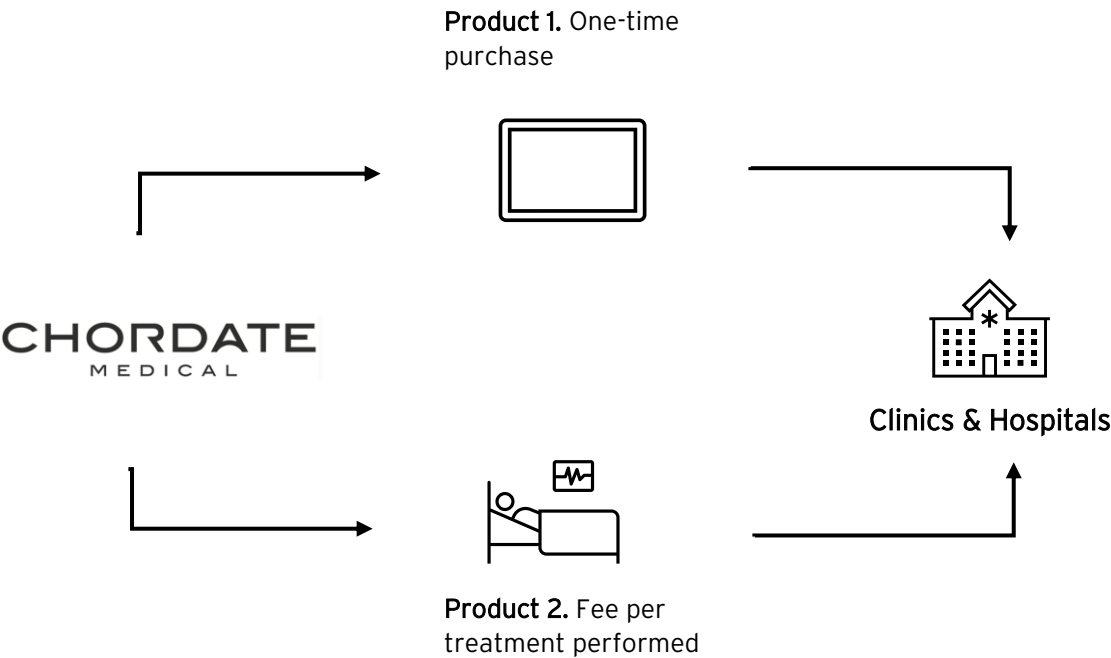 Product 1. One-time
purchase
CHORDATE
MEDICAL
Clinics & Hospitals
Product 2. Fee per
treatment performed